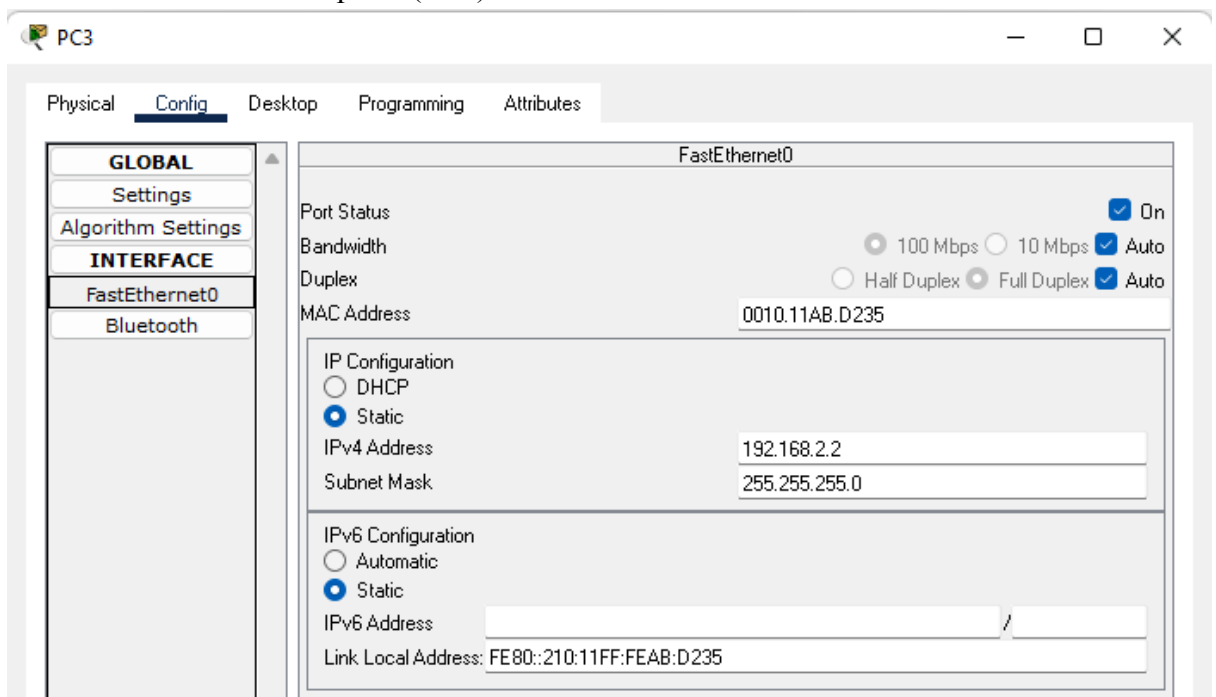 PC3
Physical Config Desktop Programming Attributes
GLOBAL
Settings
Algorithm Settings
INTERFACE
FastEthernet0
Bluetooth
FastEthernet0
Port Status On
Bandwidth 100 Mbps 10 Mbps Auto
Duplex Half Duplex Full Duplex Auto
MAC Address 0010.11AB.D235
IP Configuration
DHCP
Static
IPv4 Address 192.168.2.2
Subnet Mask 255.255.255.0
IPv6 Configuration
Automatic
Static
IPv6 Address /
Link Local Address: FE80::210:11FF:FEAB:D235